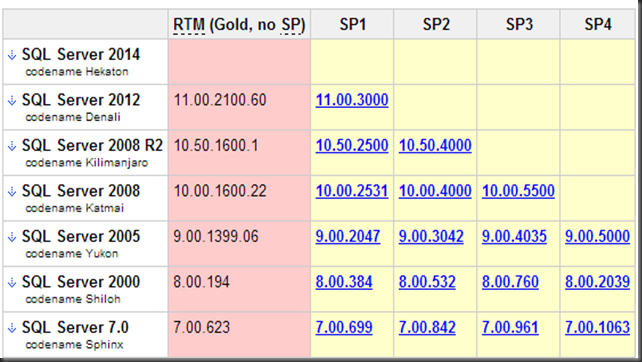 RTM (Gold, no SP) SP1 SP2 SP3 SP4
SQL Server 2014
codename Hekaton
SQL Server 2012 11.00.2100.60 11.00.3000
codename Denali
SQL Server 2008 R2 10.50.1600.1 10.50.2500 10.50.4000
codename Kilimanjaro
SQL Server 2008 10.00.1600.22 10.00.2531 10.00.4000 10.00.5500
codename Katmai
SQL Server 2005 9.00.1399.06 9.00.2047 9.00.3042 9.00.4035 9.00.5000
codename Yukon
SQL Server 2000 8.00.194 8.00.384 8.00.532 8.00.760 8.00.2039
codename Shiloh
SQL Server 7.0 7.00.623 7.00.699 7.00.842 7.00.961 7.00.1063
codename Sphinx